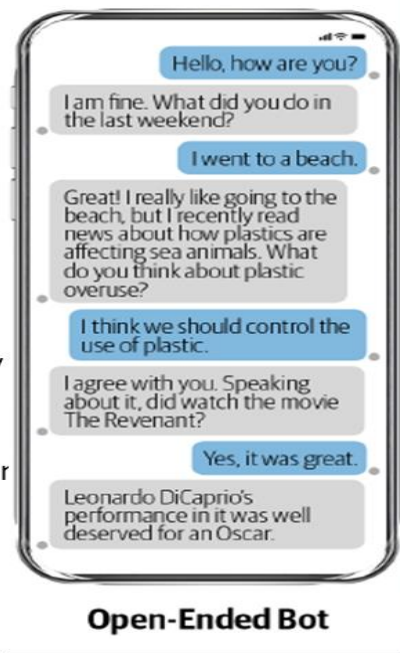 Hello, how are you?
I am fine. What did you do in
the last weekend?
I went to a beach.
Great! I really like going to the
beach, but I recently read
news about how plastics are
affecting sea animals. What
do you think about plastic
overuse?
I think we should control the
use of plastic.
I agree with you. Speaking
about it, did watch the movie
The Revenant?
Yes, it was great.
Leonardo DiCaprio's
performance in it was well
deserved for an Oscar.
Open-Ended Bot